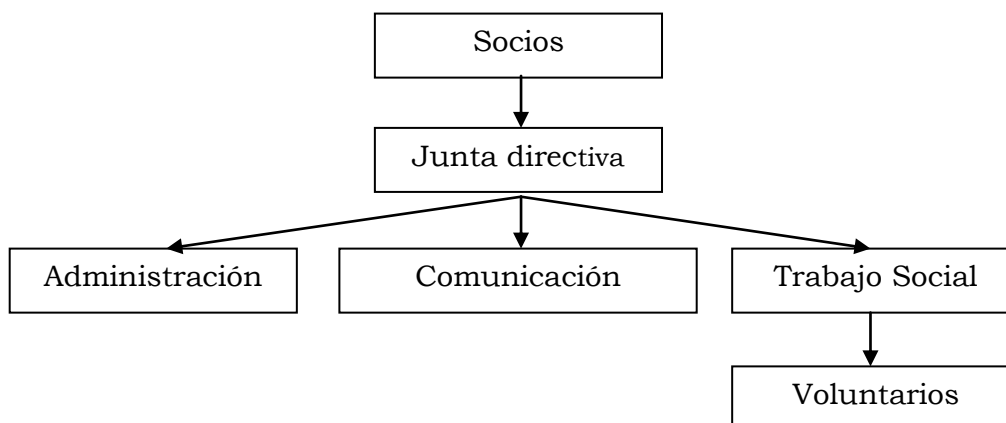 Socios
Junta directiva
Administración
Comunicación
Trabajo Social
Voluntarios